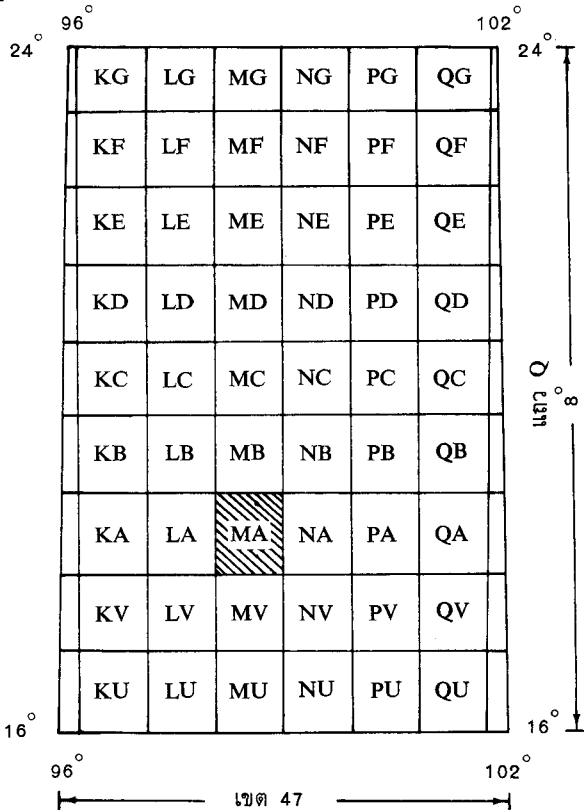 96° 102°
24° 24°
KG LG MG NG PG QG
KF LF MF NF PF QF
KE LE ME NE PE QE
KD LD MD ND PD QD
KC LC MC NC PC QC
KB LB MB NB PB QB
KA LA MA NA PA QA
KV LV MV NV PV QV
KU LU MU NU PU QU
16° 16°
96° 102°
เขต 47
แถว Q
8°